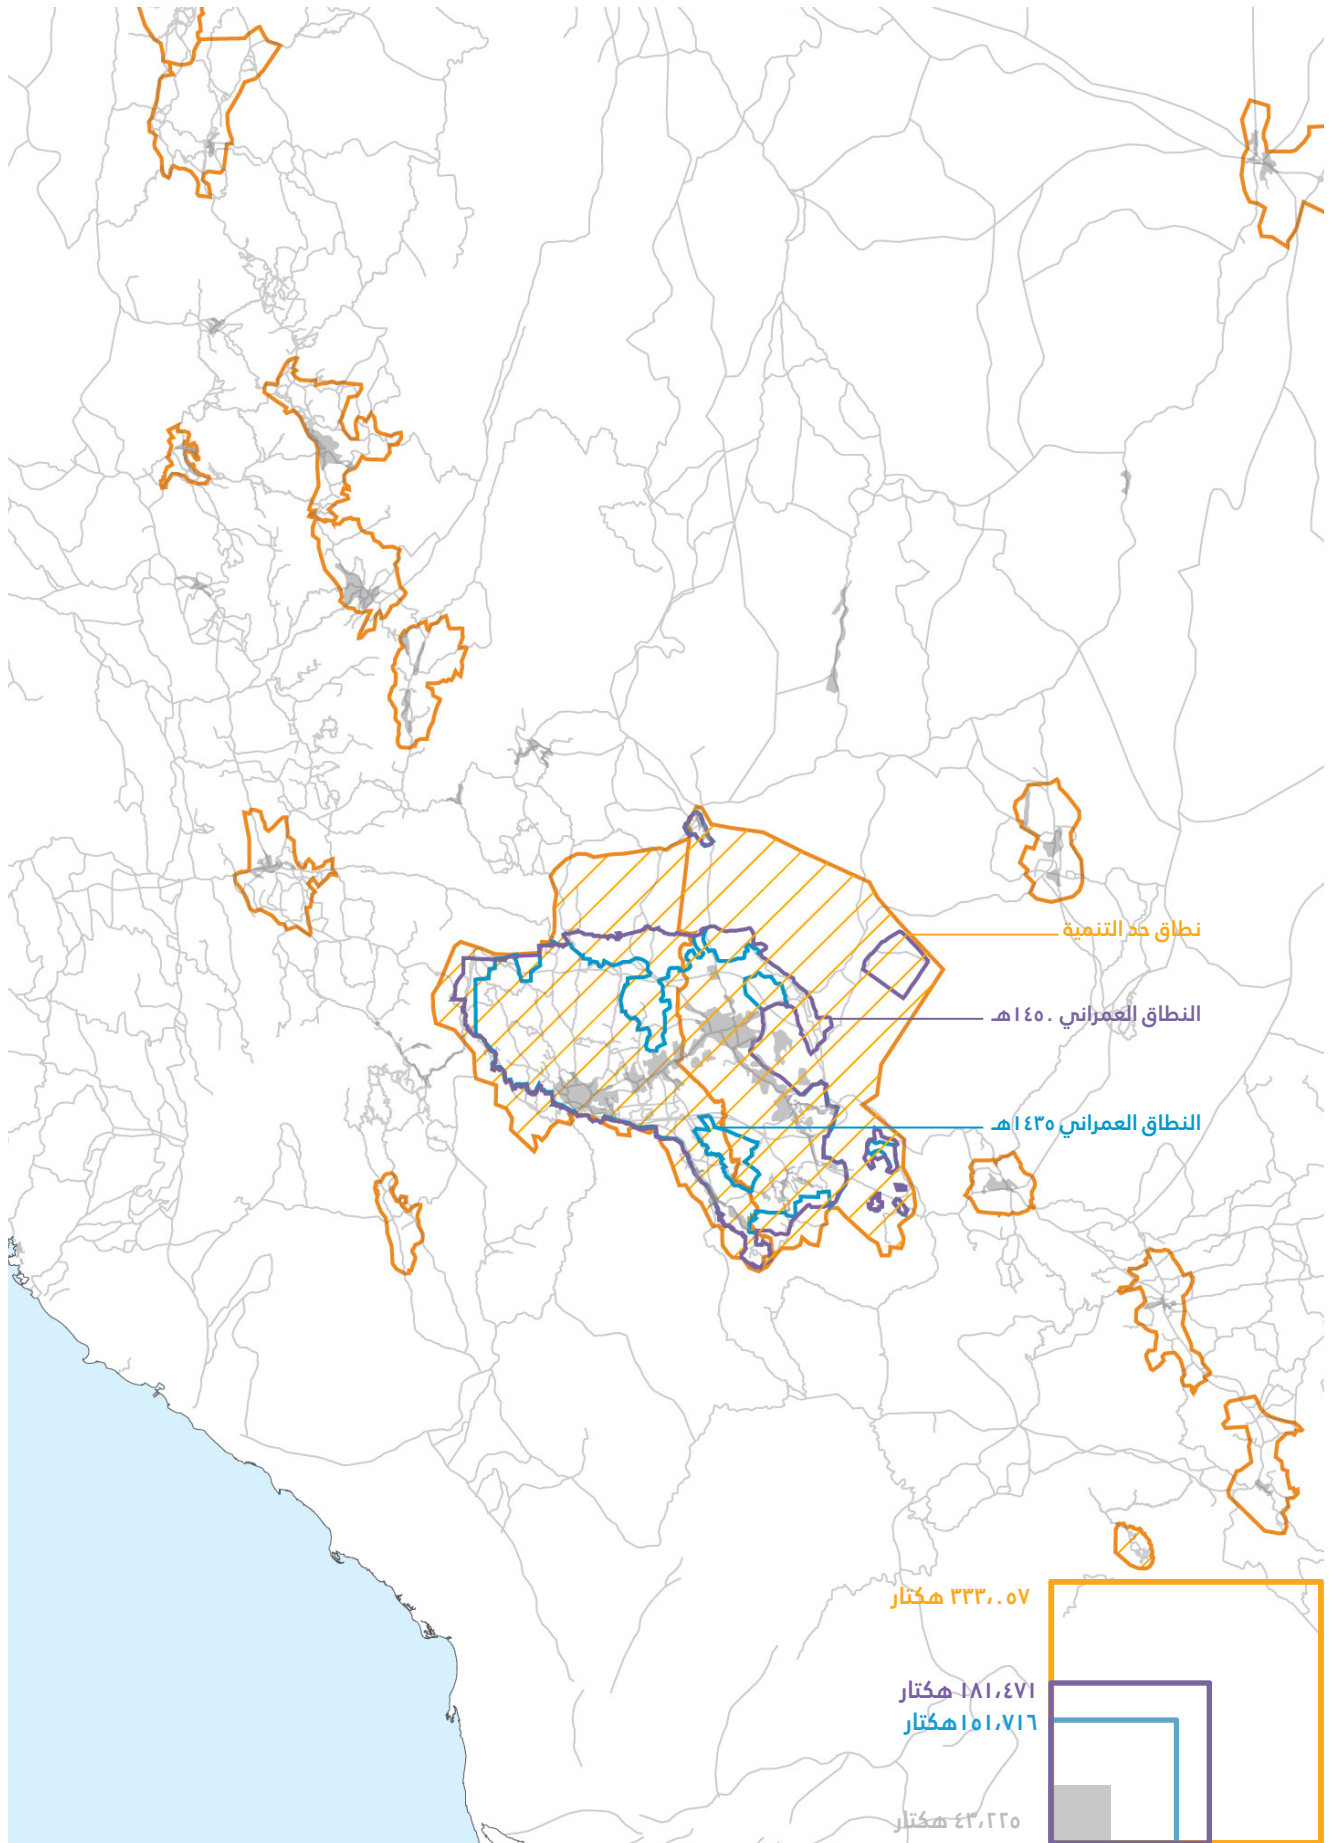 نطاق حد التنمية
النطاق العمراني ١٤٥٠هـ
النطاق العمراني ١٤٣٥هـ
٣٣٣،٠٥٧ هكتار
١٨١،٤٧١ هكتار
١٥١،٧١٦هكتار
٤٣،٢٢٥ هكتار